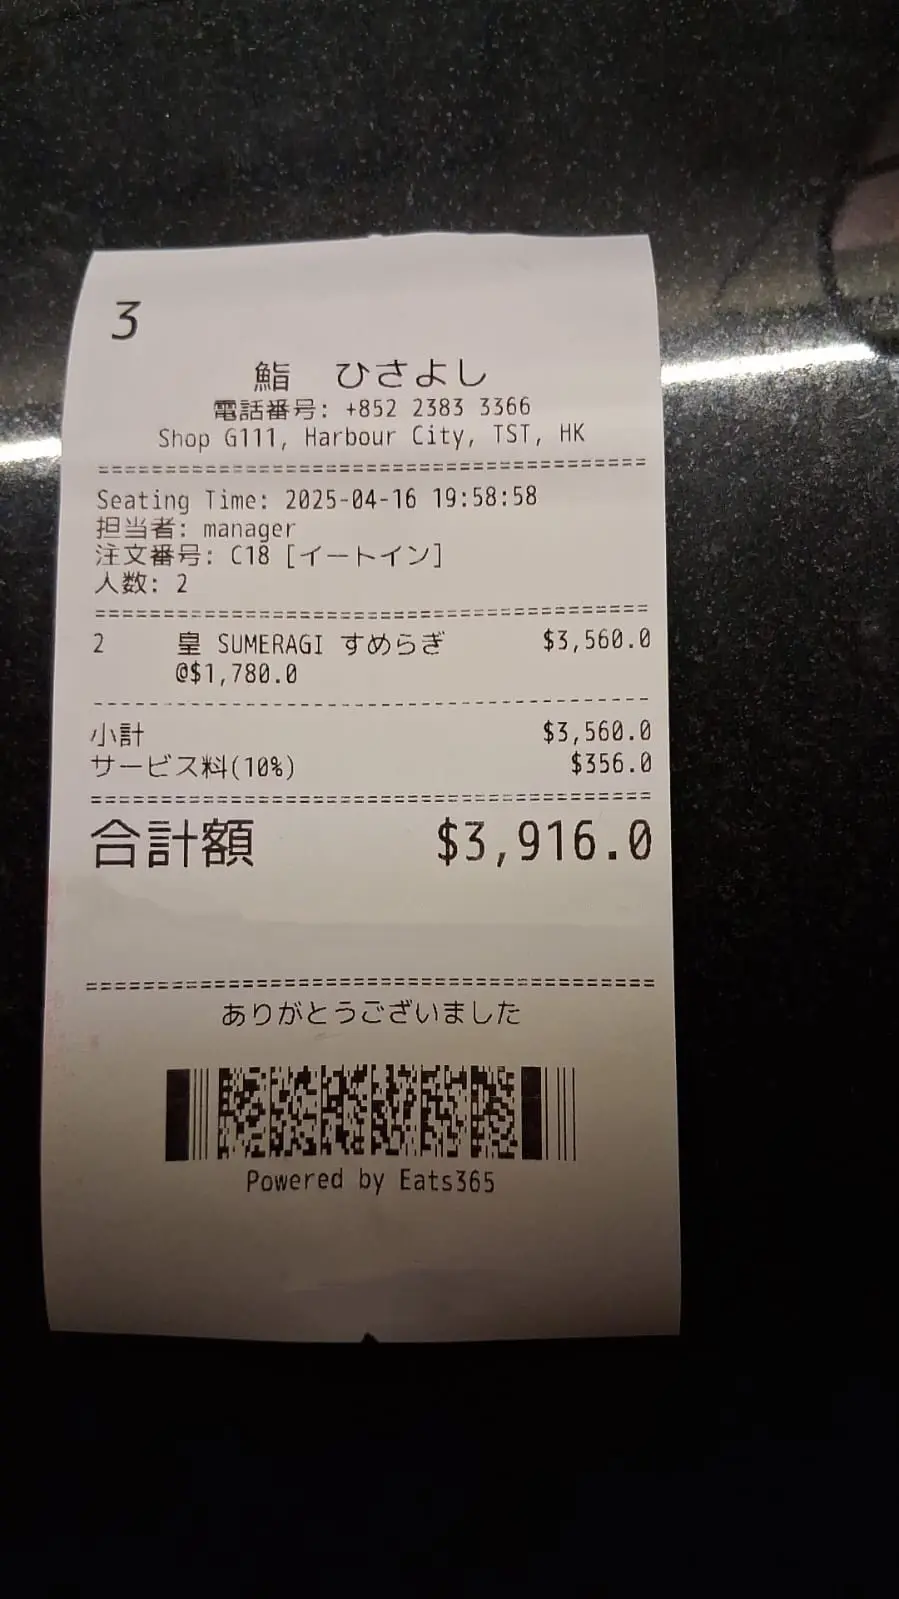 3
鮨 ひさよし
電話番号: +852 2383 3366
Shop G111, Harbour City, TST, HK
Seating Time: 2025-04-16 19:58:58
担当者: manager
注文番号: C18 [イートイン]
人数: 2
2 皇 SUMERAGI すめらぎ $3,560.0
@$1,780.0
小計 $3,560.0
サービス料(10%) $356.0
合計額 $3,916.0
ありがとうございました
Powered by Eats365